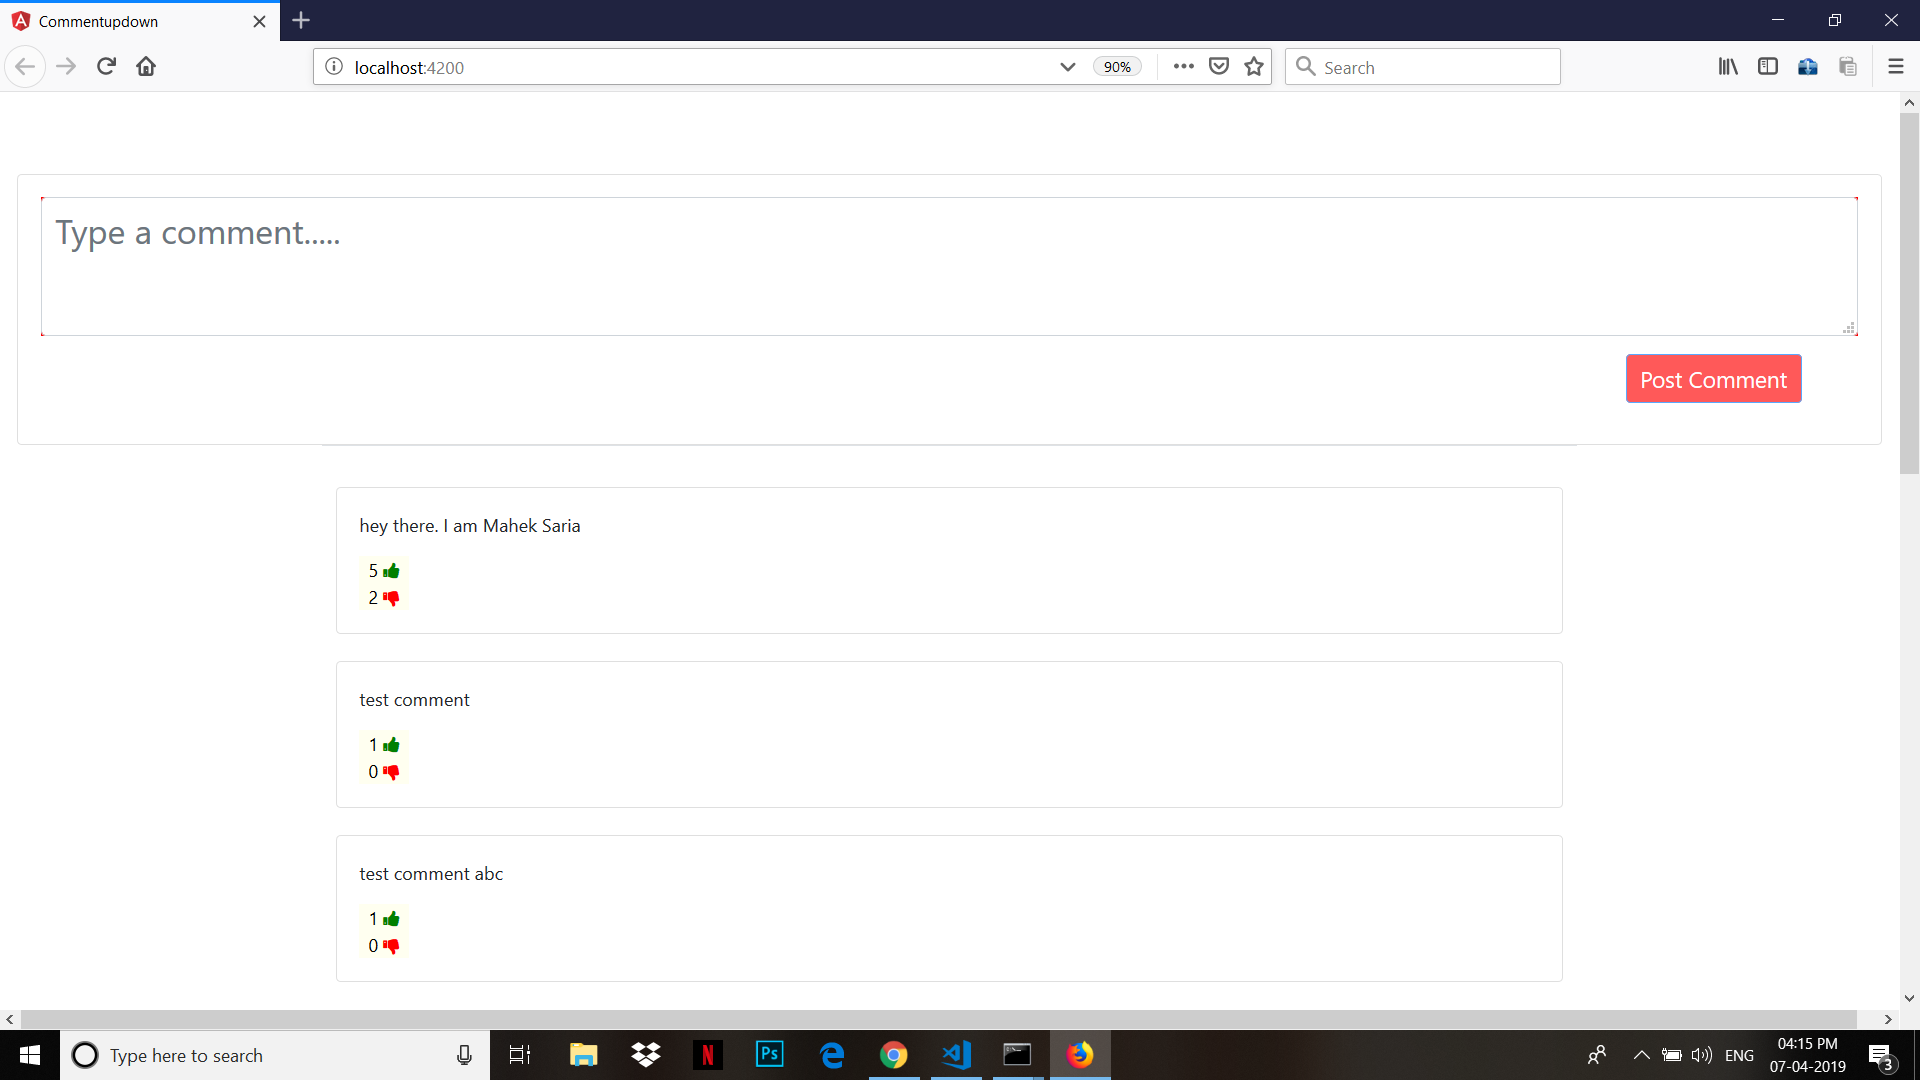 Commentupdown
localhost:4200
90%
Search
Type a comment.....
Post Comment
hey there. I am Mahek Saria
5
2
test comment
1
0
test comment abc
1
0
Type here to search
N
Ps
ENG
04:15 PM
07-04-2019
3